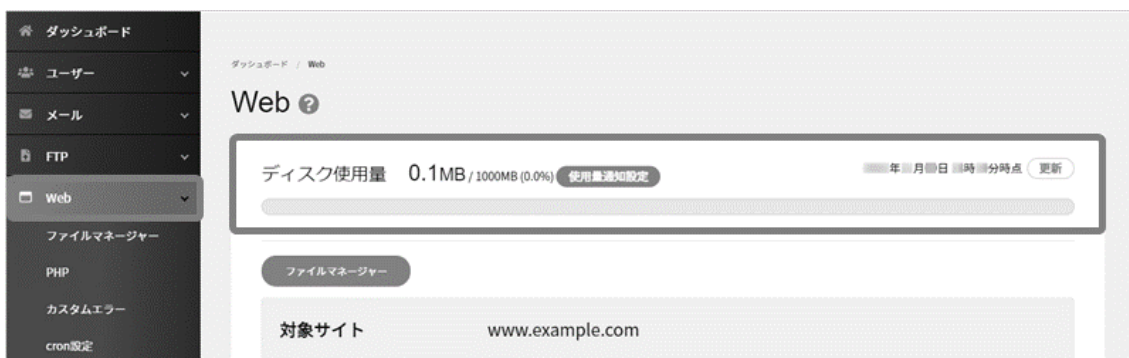 ダッシュボード
ユーザー
メール
FTP
Web
ファイルマネージャー
PHP
カスタムエラー
cron設定
ダッシュボード / Web
Web ?
ディスク使用量 0.1MB / 1000MB (0.0%) 使用量通知設定
年 月 日 時 分時点 更新
ファイルマネージャー
対象サイト www.example.com